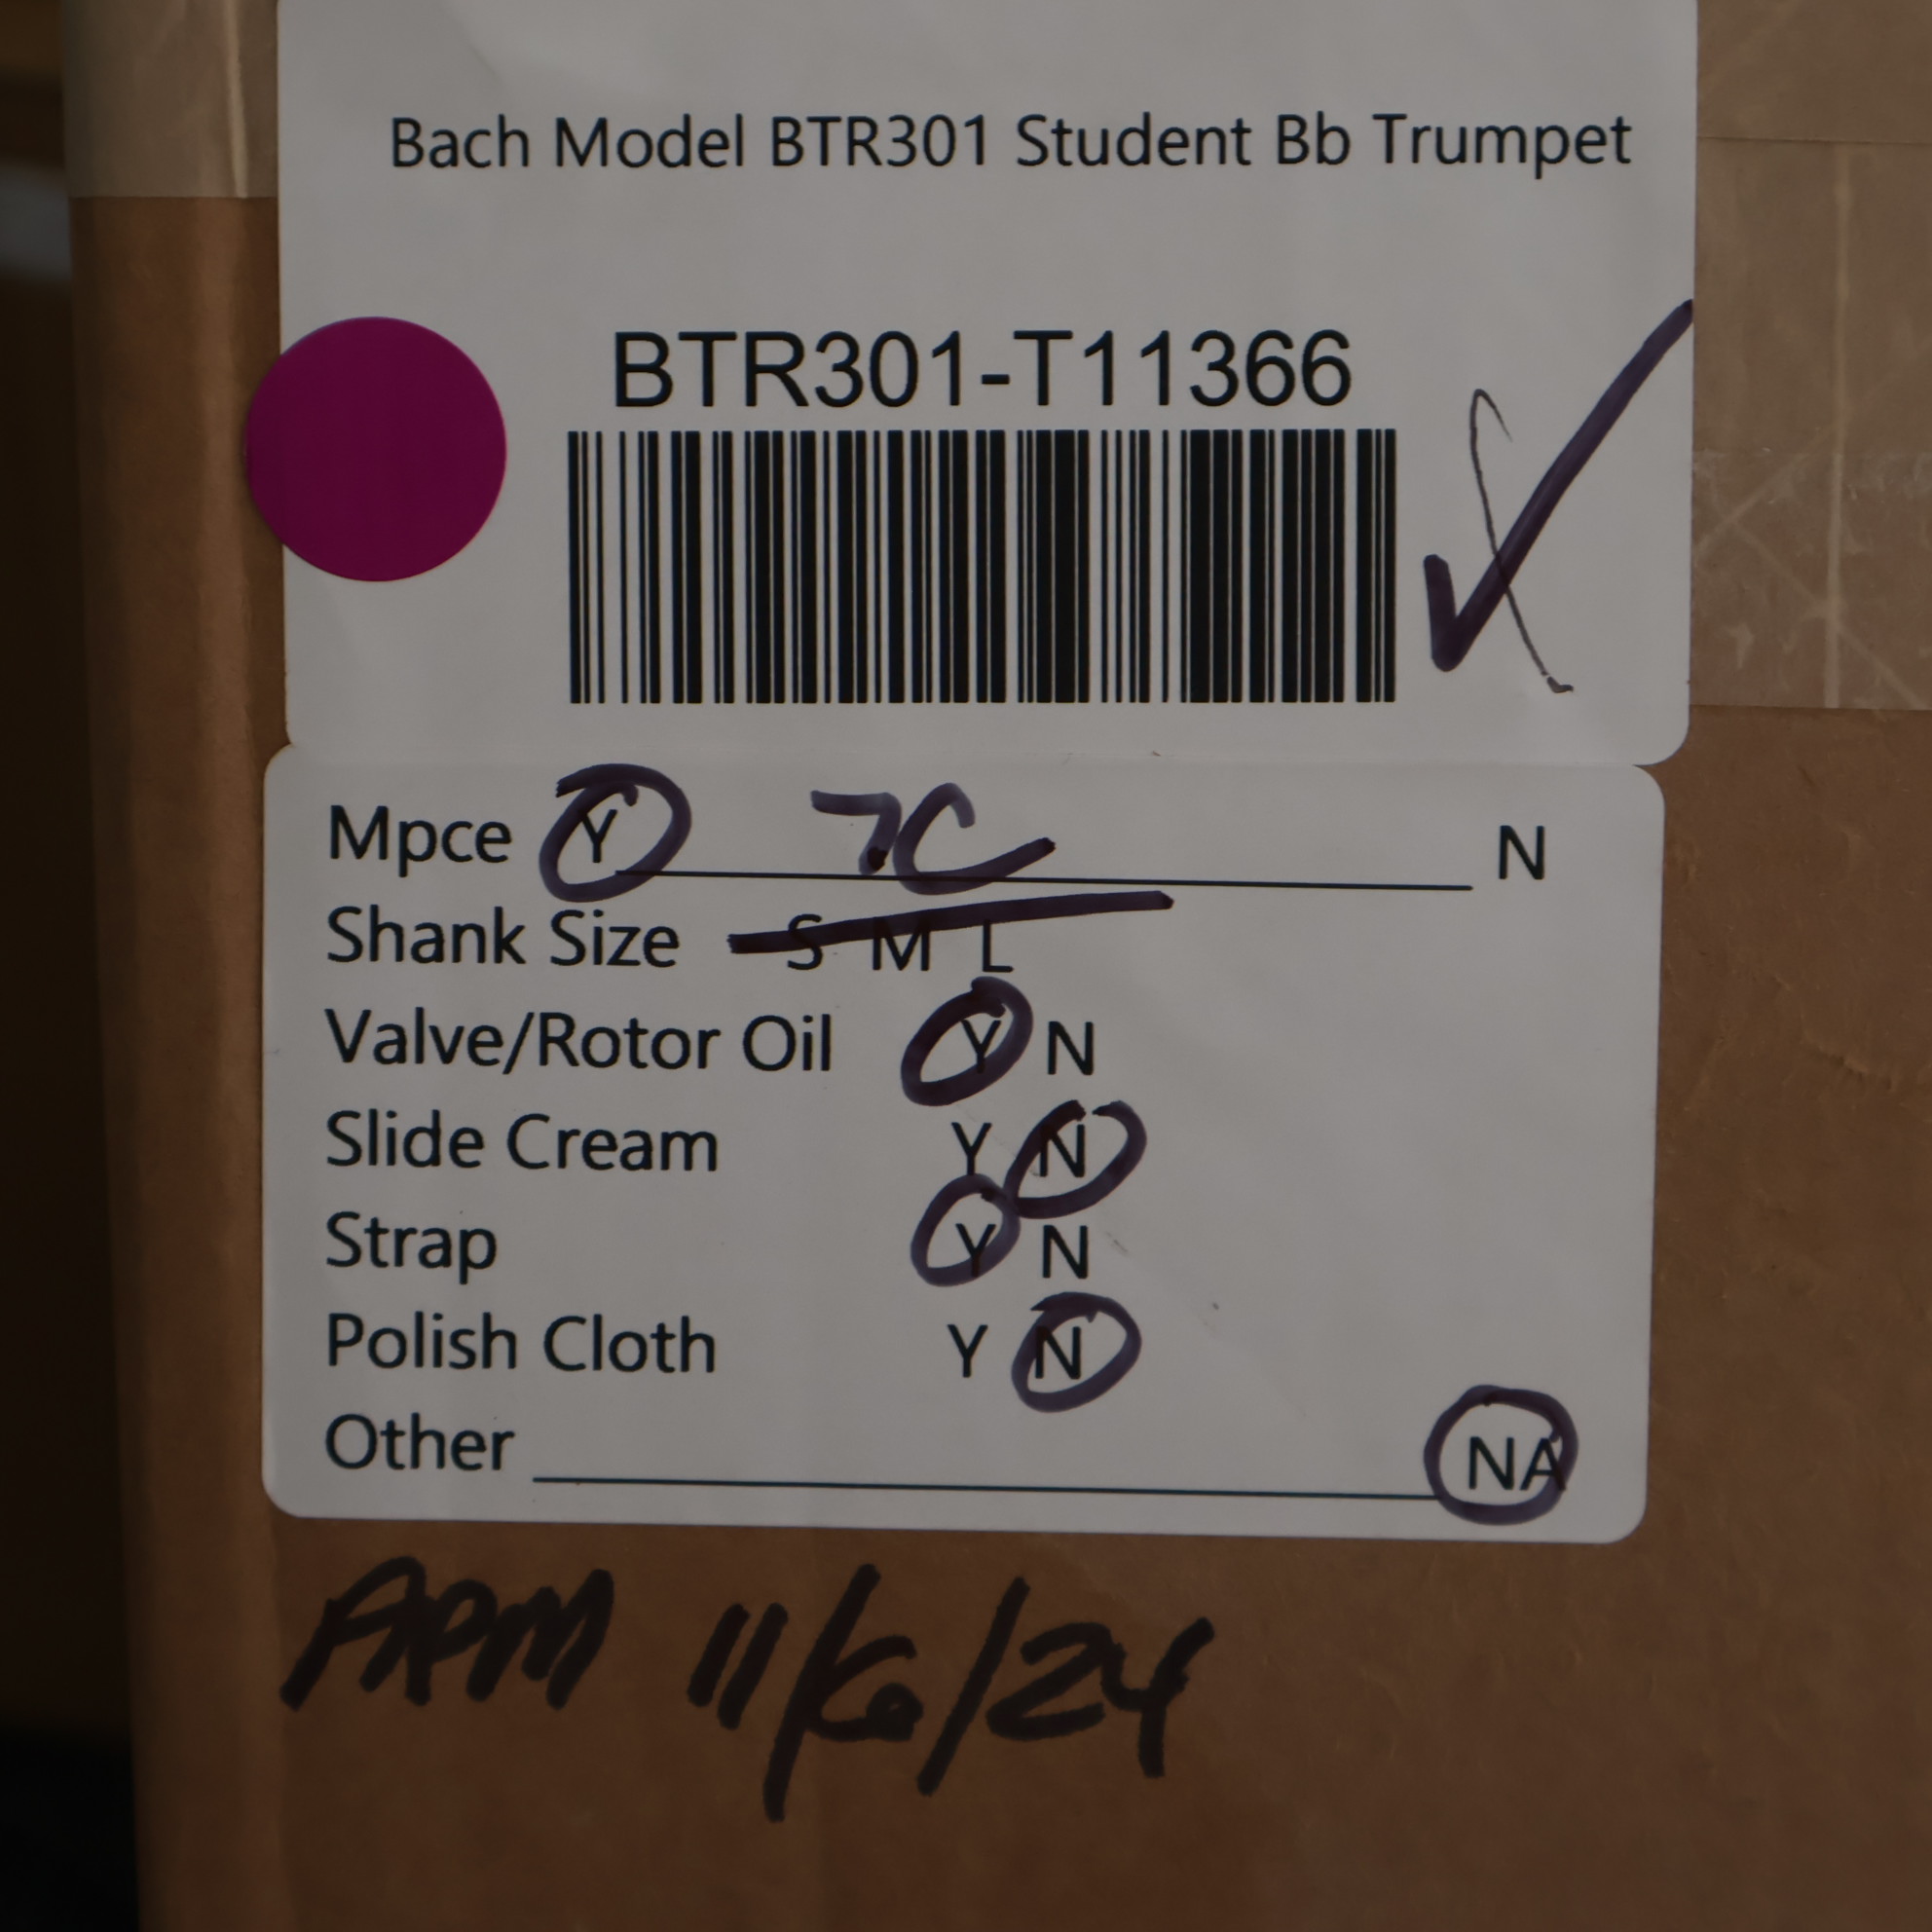 Bach Model BTR301 Student Bb Trumpet
BTR301-T11366
Mpce Y 7C N
Shank Size S M L
Valve/Rotor Oil Y N
Slide Cream Y N
Strap Y N
Polish Cloth Y N
Other NA
APM 11/6/24